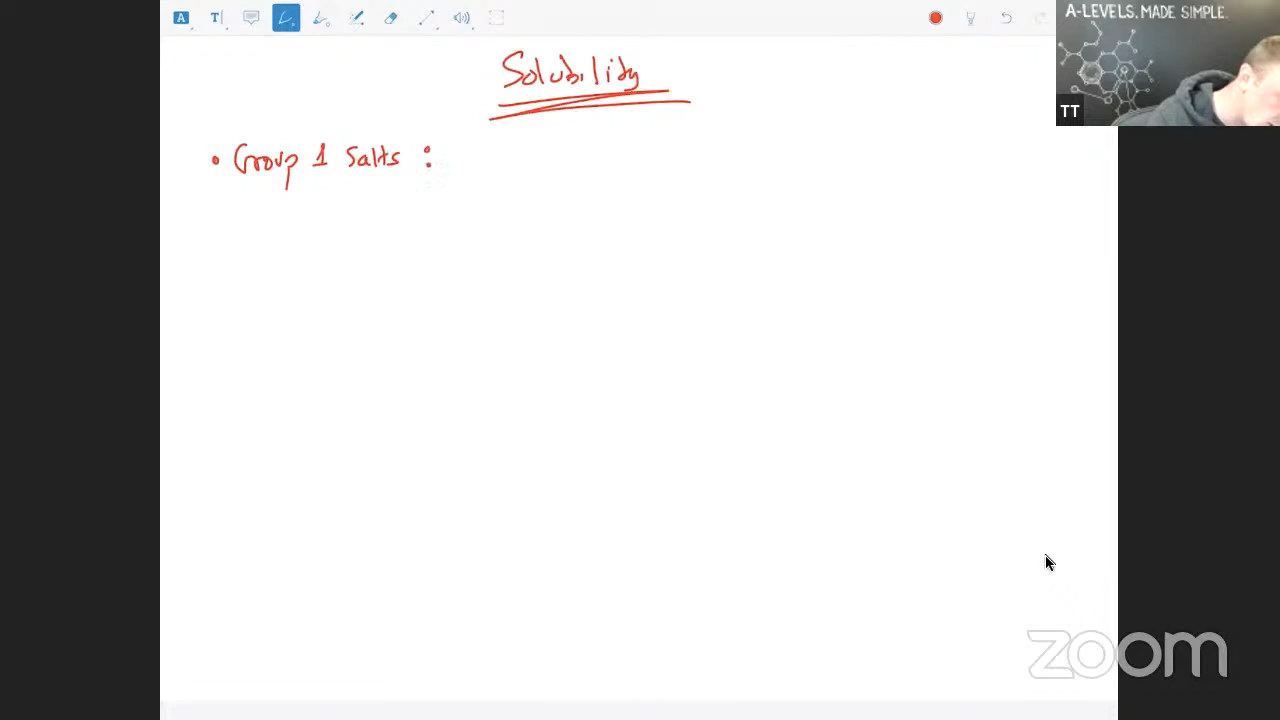 A T
A-LEVELS. MADE SIMPLE.
TT
Solubility
• Group 1 Salts :
zoom